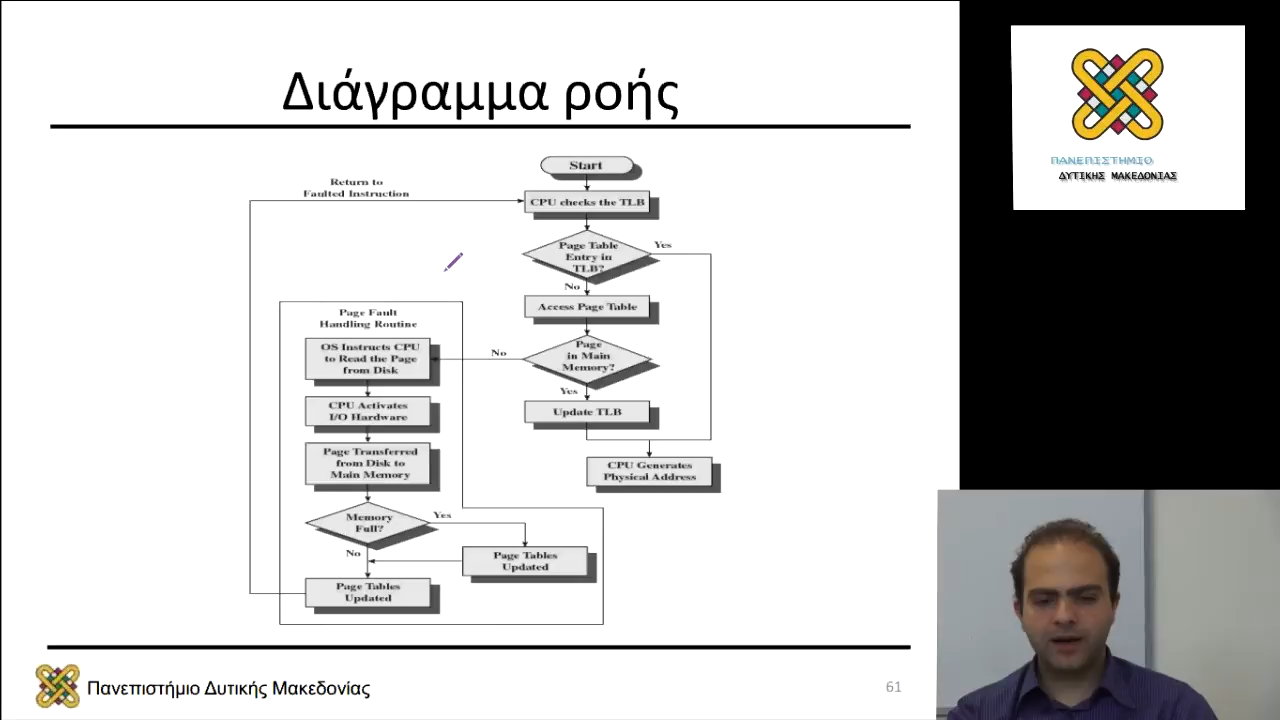 Διάγραμμα ροής
Start
Return to
Faulted Instruction
CPU checks the TLB
Page Table
Entry in
TLB?
Yes
No
Access Page Table
Page Fault
Handling Routine
OS Instructs CPU
to Read the Page
from Disk
No
Page
in Main
Memory?
Yes
CPU Activates
I/O Hardware
Update TLB
Page Transferred
from Disk to
Main Memory
CPU Generates
Physical Address
Memory
Full?
Yes
No
Page Tables
Updated
Page Tables
Updated
Πανεπιστήμιο Δυτικής Μακεδονίας
61
ΠΑΝΕΠΙΣΤΗΜΙΟ
ΔΥΤΙΚΗΣ ΜΑΚΕΔΟΝΙΑΣ